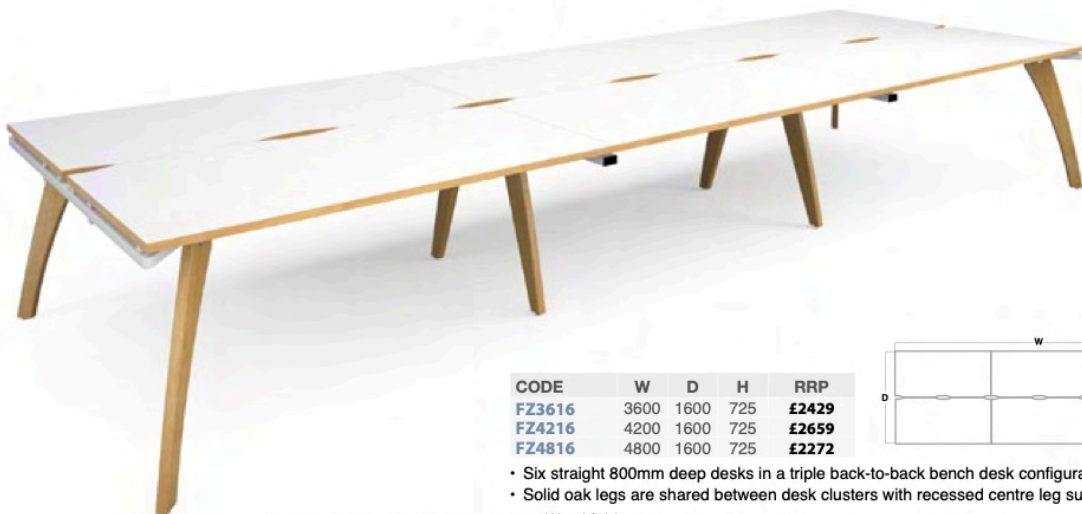 W
D
CODE W D H RRP
FZ3616 3600 1600 725 £2429
FZ4216 4200 1600 725 £2659
FZ4816 4800 1600 725 £2272
• Six straight 800mm deep desks in a triple back-to-back bench desk
• Solid oak legs are shared between desk clusters with recessed centre leg